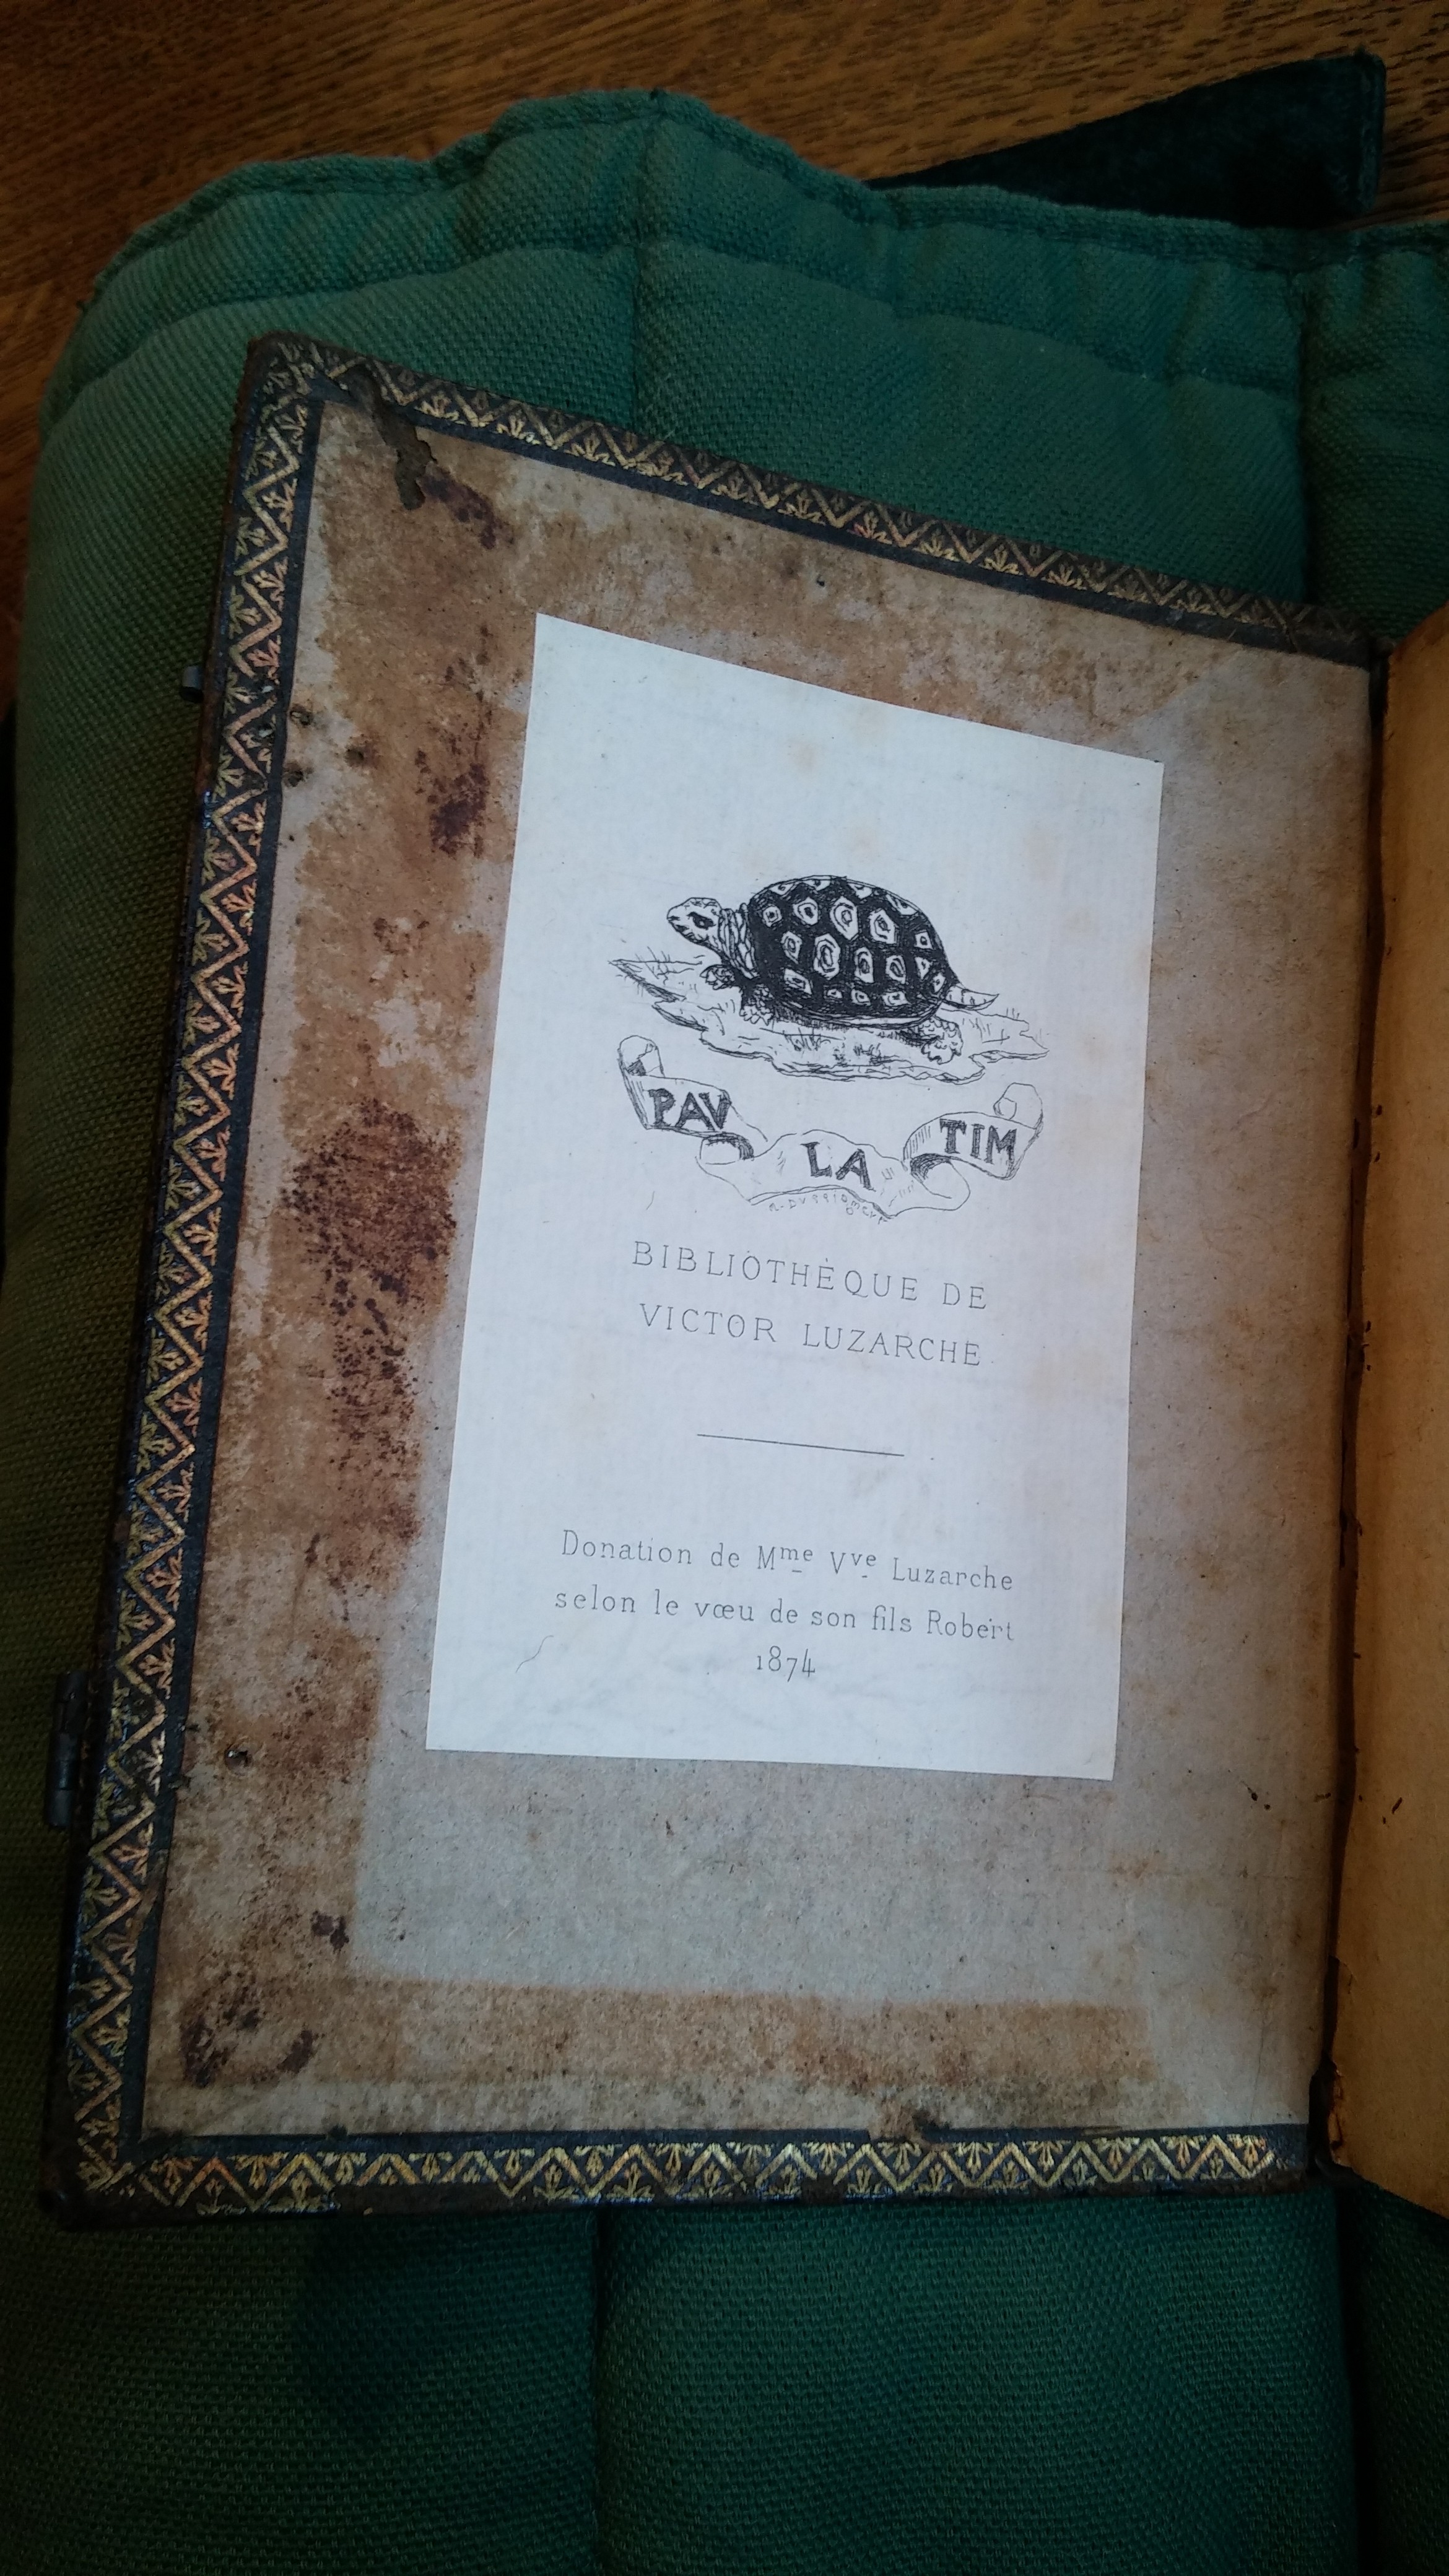 PAV
LA
TIM
BIBLIOTHÈQUE DE
VICTOR LUZARCHE
Donation de Mme Vve Luzarche
selon le vœu de son fils Robert
1874